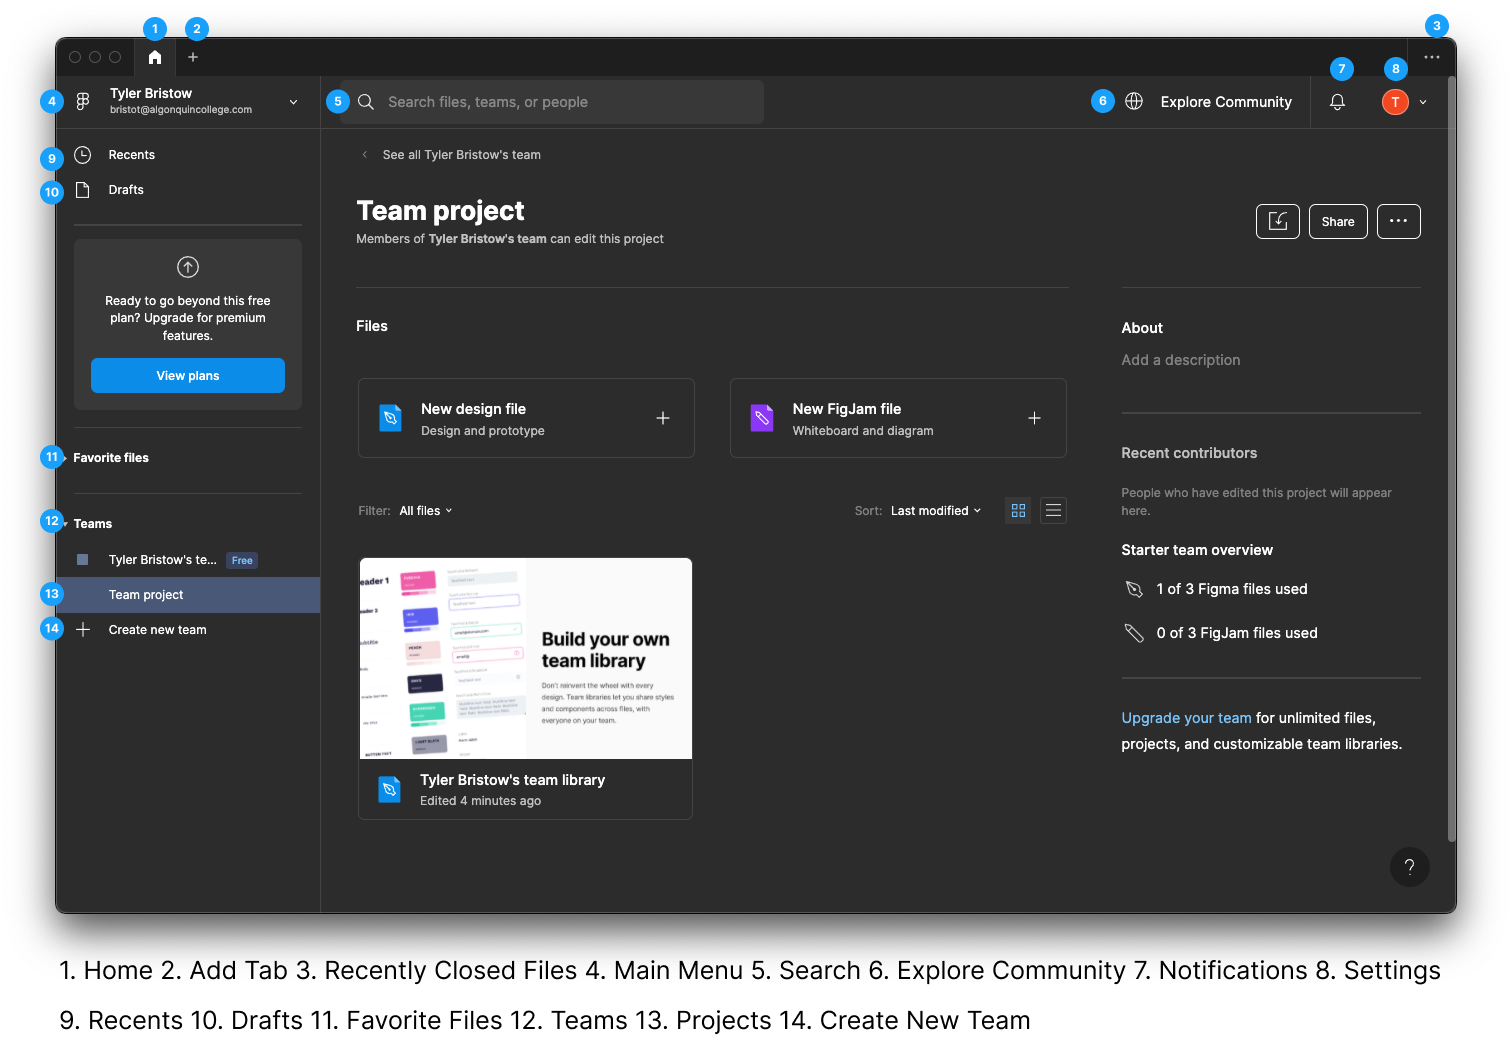 1
2
3
Tyler Bristow
bristot@algonquincollege.com
4
5
Search files, teams, or people
6
Explore Community
7
8
T
9
Recents
10
Drafts
See all Tyler Bristow's team
Team project
Members of Tyler Bristow's team can edit this project
Share
Ready to go beyond this free
plan? Upgrade for premium
features.
View plans
11
Favorite files
12
Teams
Tyler Bristow's te...
Free
13
Team project
14
Create new team
Files
New design file
Design and prototype
New FigJam file
Whiteboard and diagram
Filter: All files
Sort: Last modified
eader 1
Build your own
team library
Don't reinvent the wheel with every
design. Team libraries let you share styles
and components across files, with
everyone on your team.
Tyler Bristow's team library
Edited 4 minutes ago
About
Add a description
Recent contributors
People who have edited this project will appear
here.
Starter team overview
1 of 3 Figma files used
0 of 3 FigJam files used
Upgrade your team for unlimited files,
projects, and customizable team libraries.
?
1. Home 2. Add Tab 3. Recently Closed Files 4. Main Menu 5. Search 6. Explore Community 7. Notifications 8. Settings
9. Recents 10. Drafts 11. Favorite Files 12. Teams 13. Projects 14. Create New Team